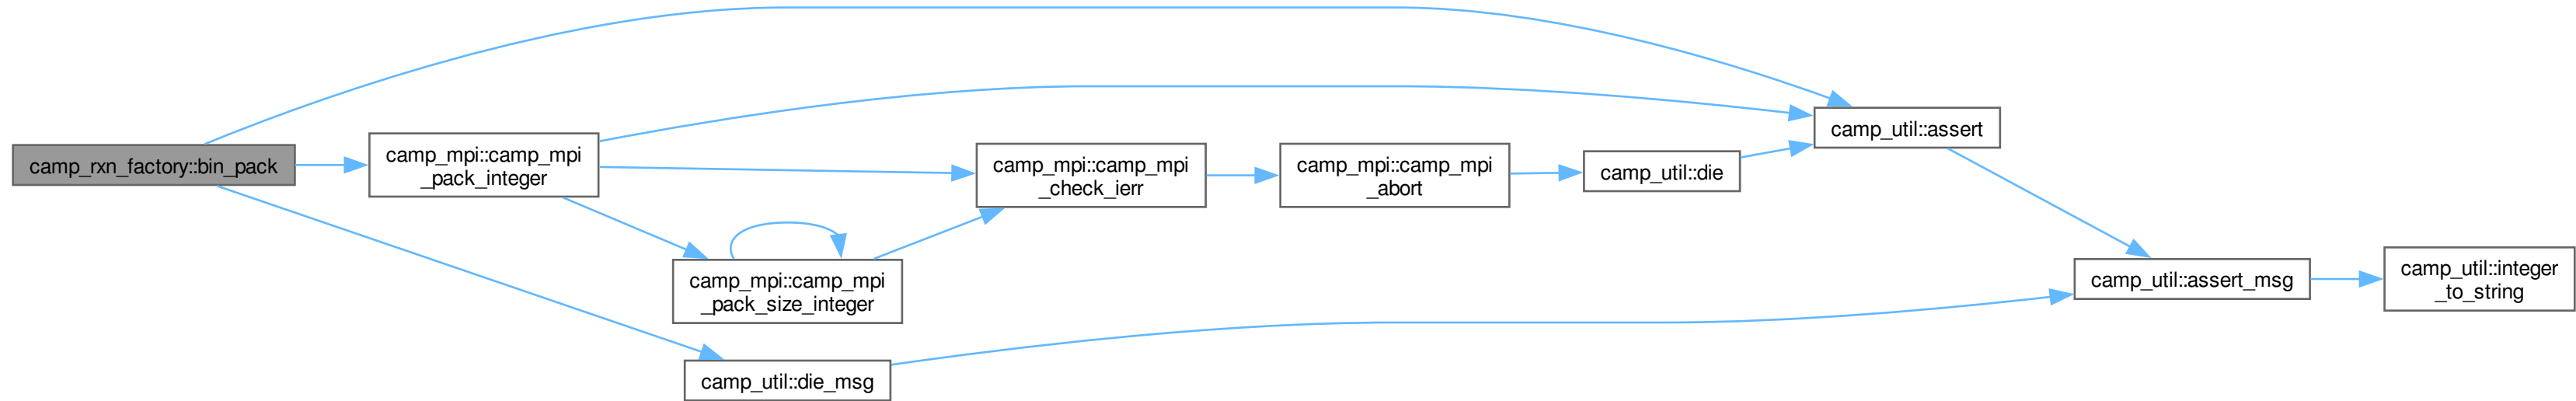 camp_rxn_factory::bin_pack
camp_mpi::camp_mpi
_pack_integer
camp_mpi::camp_mpi
_pack_size_integer
camp_util::die_msg
camp_mpi::camp_mpi
_check_ierr
camp_mpi::camp_mpi
_abort
camp_util::die
camp_util::assert
camp_util::assert_msg
camp_util::integer
_to_string